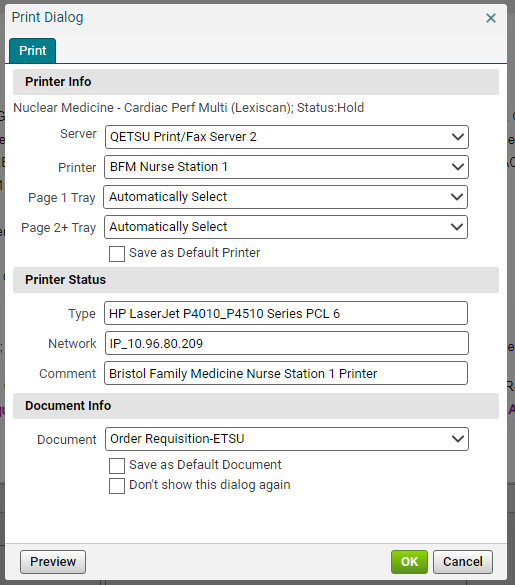 Print Dialog
Print
Printer Info
Nuclear Medicine - Cardiac Perf Multi (Lexiscan); Status:Hold
Server QETSU Print/Fax Server 2
Printer BFM Nurse Station 1
Page 1 Tray Automatically Select
Page 2+ Tray Automatically Select
Save as Default Printer
Printer Status
Type HP LaserJet P4010_P4510 Series PCL 6
Network IP_10.96.80.209
Comment Bristol Family Medicine Nurse Station 1 Printer
Document Info
Document Order Requisition-ETSU
Save as Default Document
Don't show this dialog again
Preview OK Cancel